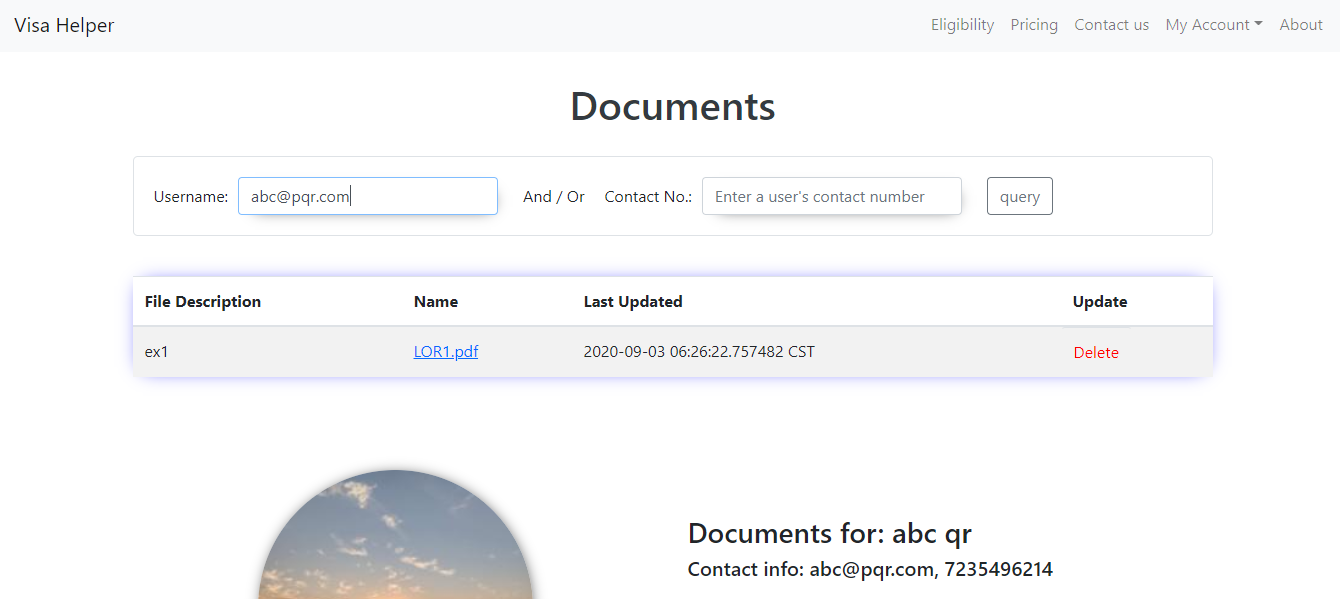 Visa Helper Eligibility Pricing Contact us My Account About
Documents
Username: abc@pqr.com And / Or Contact No.: Enter a user's contact number query
File Description Name Last Updated Update
ex1 LOR1.pdf 2020-09-03 06:26:22.757482 CST Delete
Documents for: abc qr
Contact info: abc@pqr.com, 7235496214